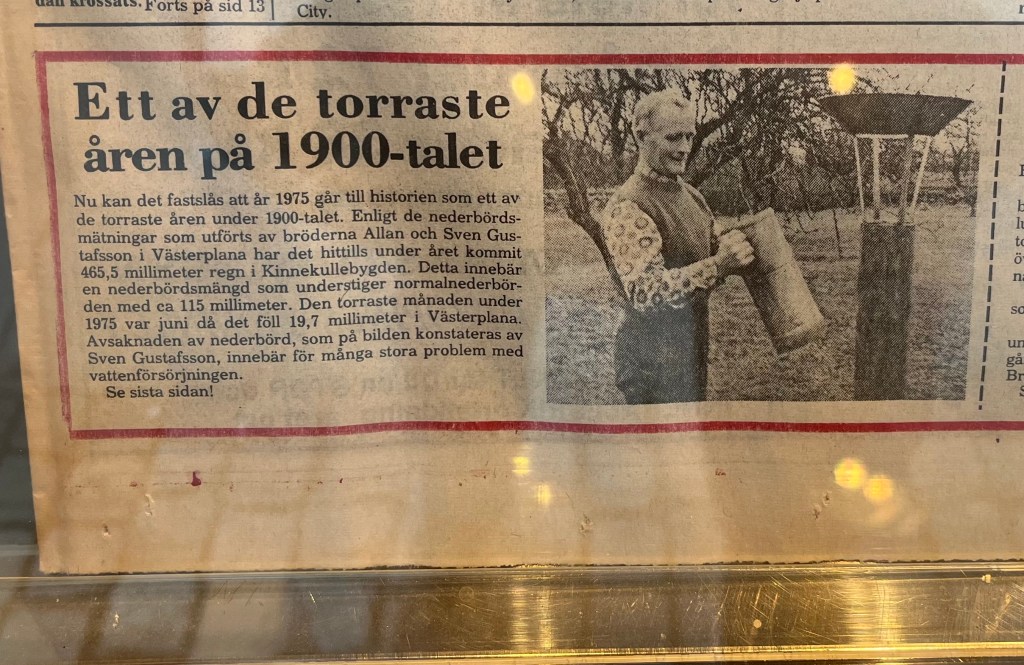 dan krossats. Forts på sid 13
City.
Ett av de torraste
åren på 1900-talet
Nu kan det fastslås att år 1975 går till historien som ett av
de torraste åren under 1900-talet. Enligt de nederbörds-
mätningar som utförts av bröderna Allan och Sven Gus-
tafsson i Västerplana har det hittills under året kommit
465,5 millimeter regn i Kinnekullebygden. Detta innebär
en nederbördsmängd som understiger normalnederbör-
den med ca 115 millimeter. Den torraste månaden under
1975 var juni då det föll 19,7 millimeter i Västerplana.
Avsaknaden av nederbörd, som på bilden konstateras av
Sven Gustafsson, innebär för många stora problem med
vattenförsörjningen.
Se sista sidan!